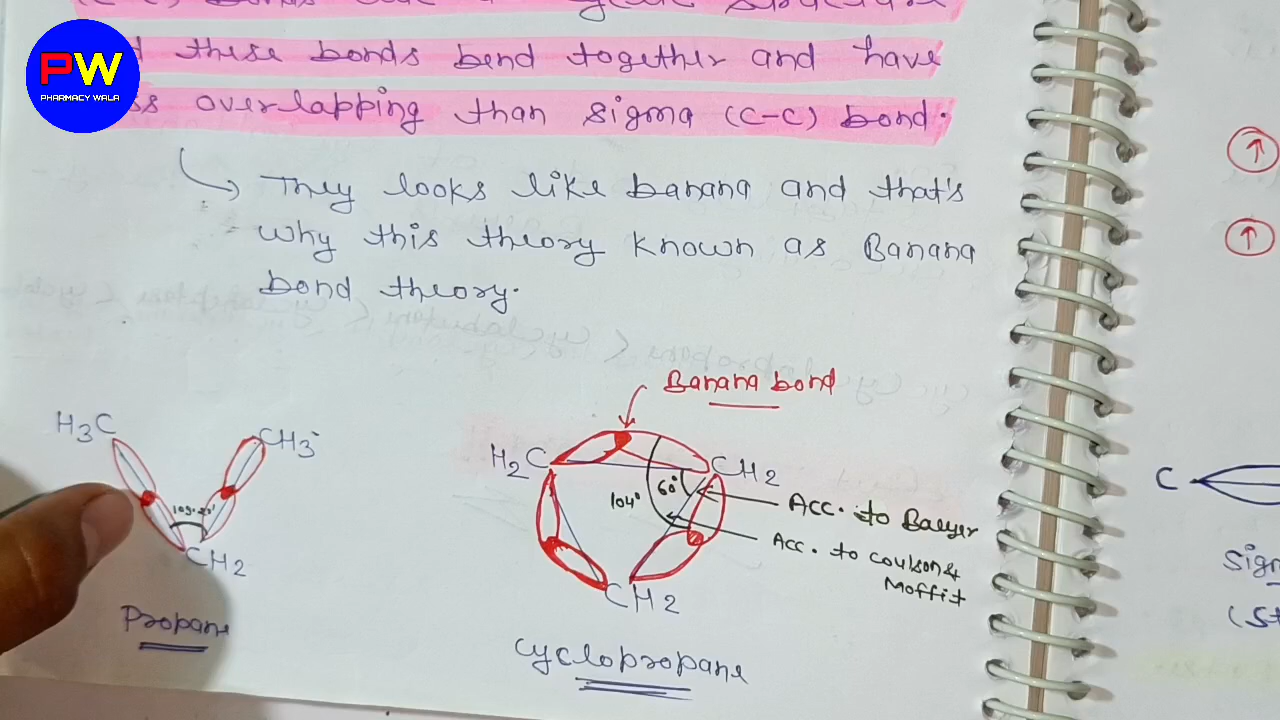 PW
PHARMACY WALA
these bonds bend together and have
overlapping than sigma (C-C) bond.
They looks like banana and that's
why this theory known as Banana
bond theory.
Banana bond
H3C
CH3
CH2
Propane
H2C
CH2
CH2
104°
60°
Acc. to Baeyer
Acc. to Coulson &
Moffit
Cyclopropane
C